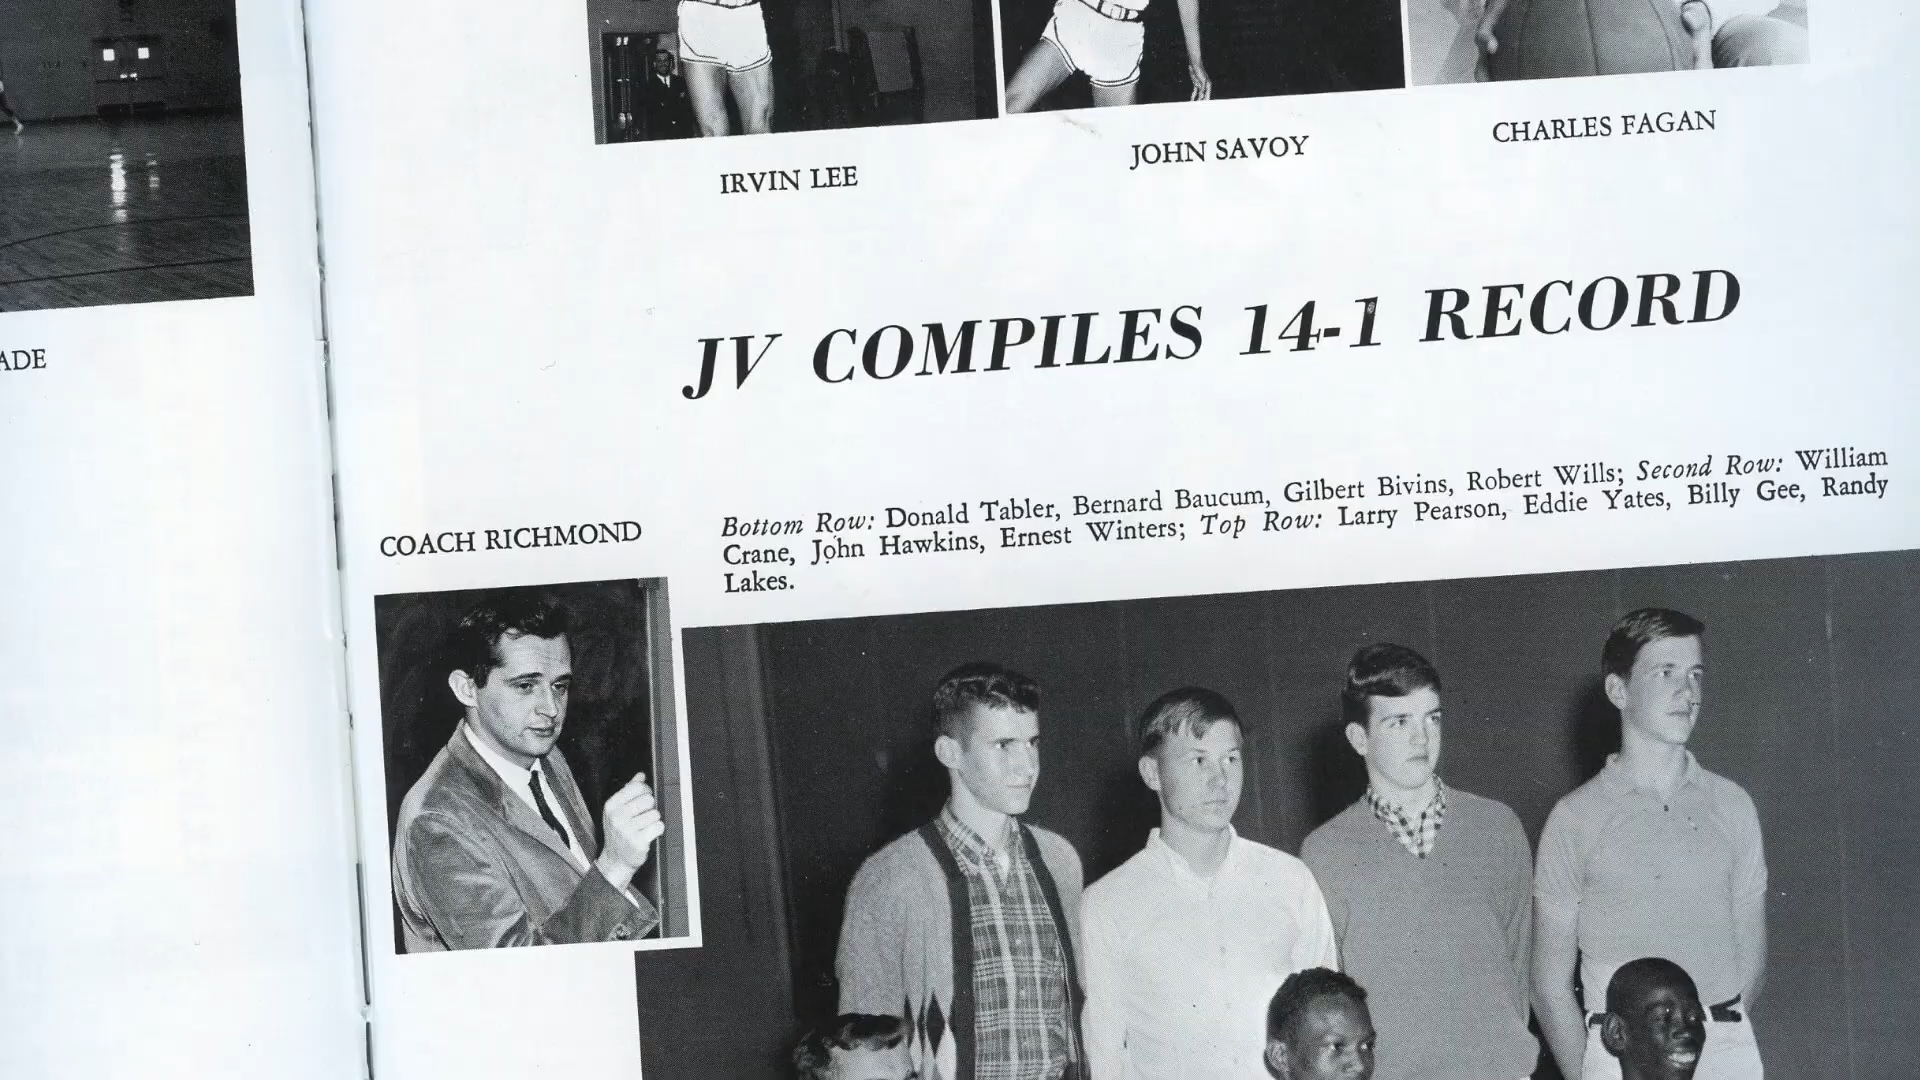 IRVIN LEE
JOHN SAVOY
CHARLES FAGAN
ADE
JV COMPILES 14-1 RECORD
COACH RICHMOND
Bottom Row: Donald Tabler, Bernard Baucum, Gilbert Bivins, Robert Wills; Second Row: William
Crane, John Hawkins, Ernest Winters; Top Row: Larry Pearson, Eddie Yates, Billy Gee, Randy
Lakes.